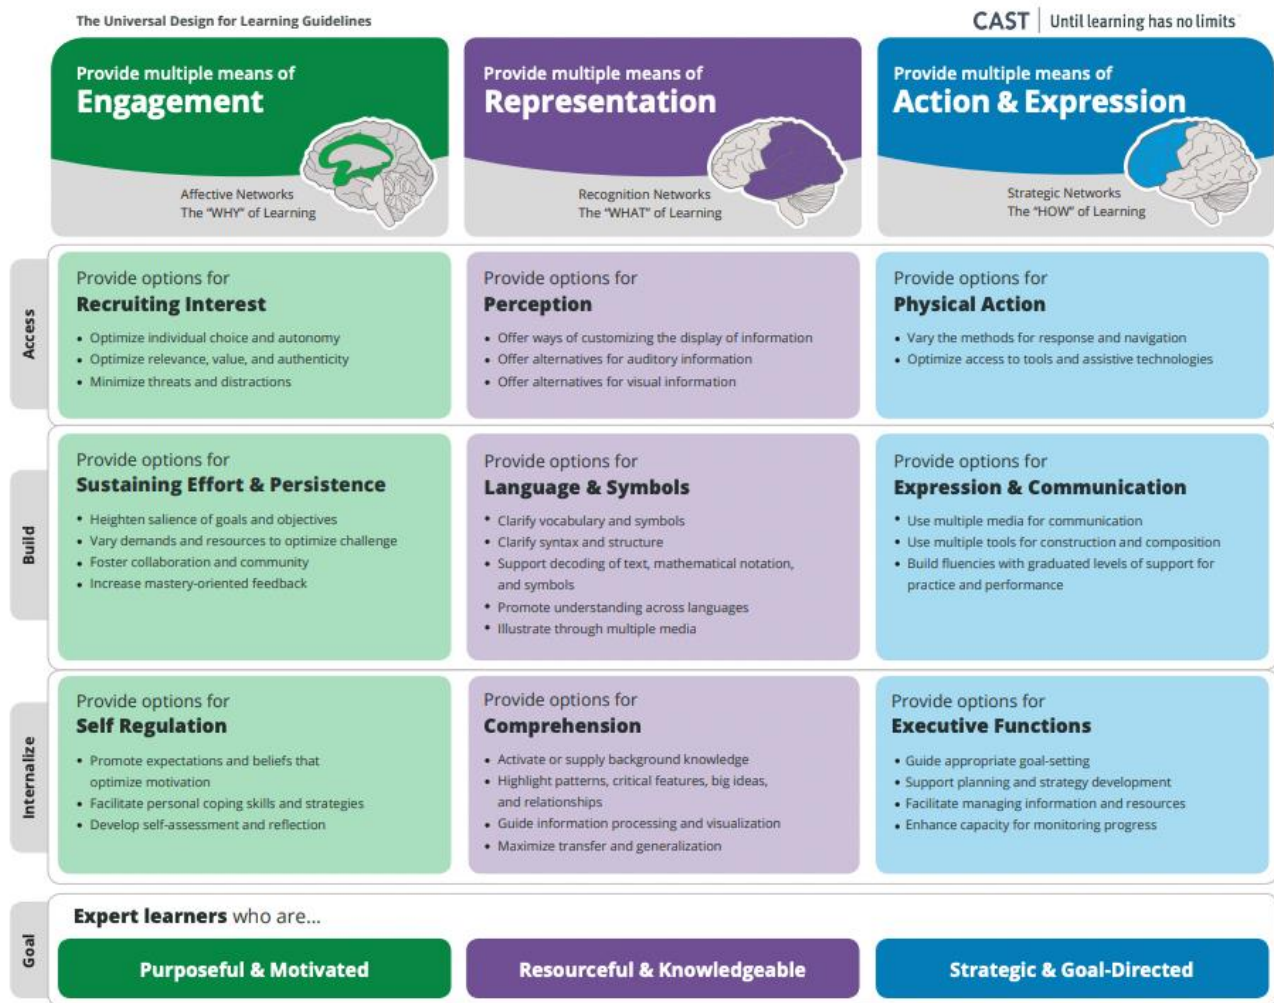 The Universal Design for Learning Guidelines
CAST | Until learning has no limits
Provide multiple means of
Engagement
Affective Networks
The “WHY” of Learning
Provide multiple means of
Representation
Recognition Networks
The “WHAT” of Learning
Provide multiple means of
Action & Expression
Strategic Networks
The “HOW” of Learning
Access
Provide options for
Recruiting Interest
• Optimize individual choice and autonomy
• Optimize relevance, value, and authenticity
• Minimize threats and distractions
Provide options for
Perception
• Offer ways of customizing the display of information
• Offer alternatives for auditory information
• Offer alternatives for visual information
Provide options for
Physical Action
• Vary the methods for response and navigation
• Optimize access to tools and assistive technologies
Build
Provide options for
Sustaining Effort & Persistence
• Heighten salience of goals and objectives
• Vary demands and resources to optimize challenge
• Foster collaboration and community
• Increase mastery-oriented feedback
Provide options for
Language & Symbols
• Clarify vocabulary and symbols
• Clarify syntax and structure
• Support decoding of text, mathematical notation,
and symbols
• Promote understanding across languages
• Illustrate through multiple media
Provide options for
Expression & Communication
• Use multiple media for communication
• Use multiple tools for construction and composition
• Build fluencies with graduated levels of support for
practice and performance
Internalize
Provide options for
Self Regulation
• Promote expectations and beliefs that
optimize motivation
• Facilitate personal coping skills and strategies
• Develop self-assessment and reflection
Provide options for
Comprehension
• Activate or supply background knowledge
• Highlight patterns, critical features, big ideas,
and relationships
• Guide information processing and visualization
• Maximize transfer and generalization
Provide options for
Executive Functions
• Guide appropriate goal-setting
• Support planning and strategy development
• Facilitate managing information and resources
• Enhance capacity for monitoring progress
Goal
Expert learners who are...
Purposeful & Motivated
Resourceful & Knowledgeable
Strategic & Goal-Directed